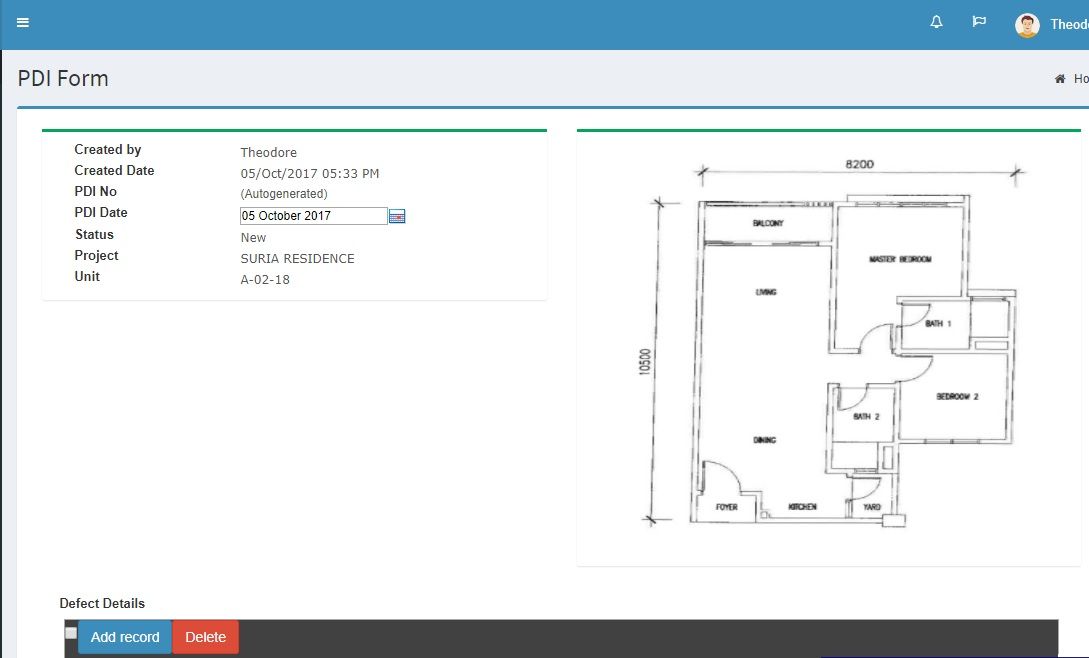 Theod
PDI Form
Ho
Created by Theodore
Created Date 05/Oct/2017 05:33 PM
PDI No (Autogenerated)
PDI Date 05 October 2017
Status New
Project SURIA RESIDENCE
Unit A-02-18
8200
10500
BALCONY
MASTER BEDROOM
LIVING
BATH 1
BEDROOM 2
BATH 2
DINING
FOYER
KITCHEN
YARD
Defect Details
Add record
Delete